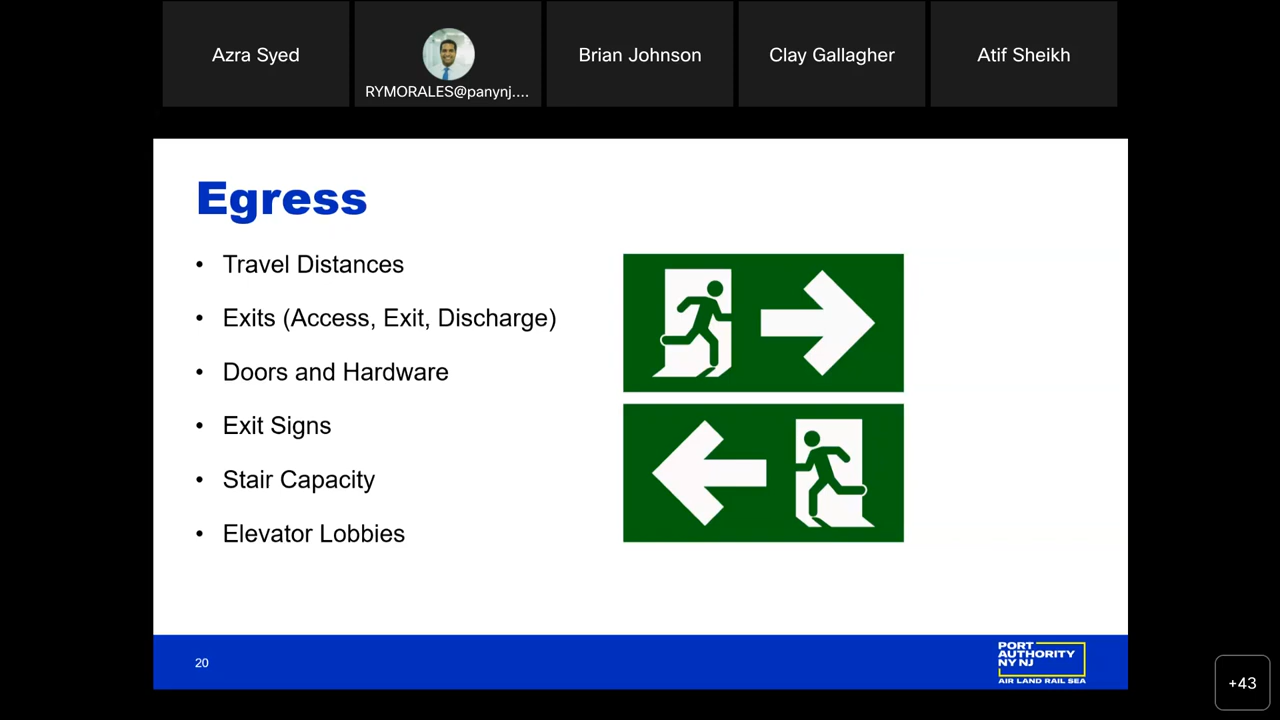 Azra Syed
RYMORALES@panynj....
Brian Johnson
Clay Gallagher
Atif Sheikh
Egress
• Travel Distances
• Exits (Access, Exit, Discharge)
• Doors and Hardware
• Exit Signs
• Stair Capacity
• Elevator Lobbies
20
PORT
AUTHORITY
NY NJ
AIR LAND RAIL SEA
+43